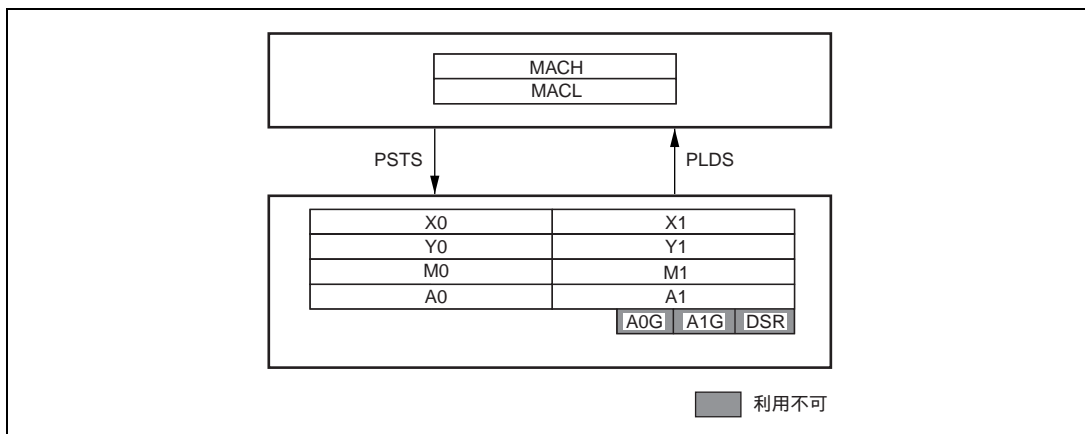 MACH
MACL
PSTS PLDS
X0 X1
Y0 Y1
M0 M1
A0 A1
A0G A1G DSR
利用不可